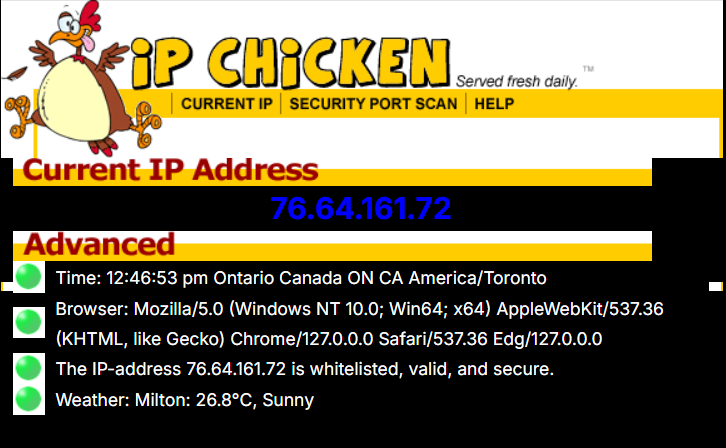 iP CHiCKEN
Served fresh daily. ™
CURRENT IP | SECURITY PORT SCAN | HELP
Current IP Address
76.64.161.72
Advanced
Time: 12:46:53 pm Ontario Canada ON CA America/Toronto
Browser: Mozilla/5.0 (Windows NT 10.0; Win64; x64) AppleWebKit/537.36
(KHTML, like Gecko) Chrome/127.0.0.0 Safari/537.36 Edg/127.0.0.0
The IP-address 76.64.161.72 is whitelisted, valid, and secure.
Weather: Milton: 26.8°C, Sunny